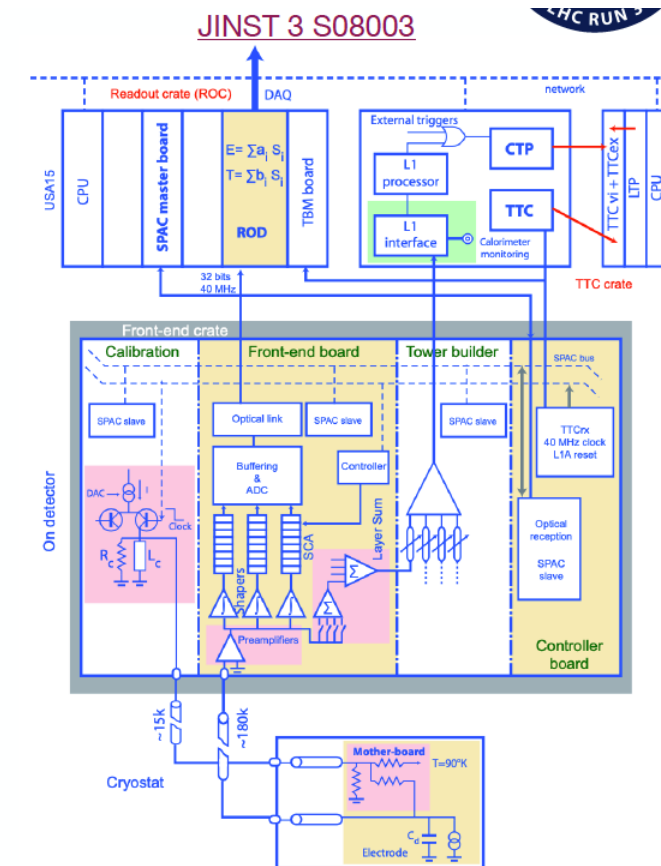 JINST 3 S08003
LHC RUN 3
Readout crate (ROC)
DAQ
network
USA15
CPU
SPAC master board
E= ∑aᵢ Sᵢ
T= ∑bᵢ Sᵢ
ROD
TBM board
External triggers
CTP
L1
processor
TTC
L1
interface
Calorimeter
monitoring
TTC vi + TTCex
LTP
CPU
TTC crate
32 bits
40 MHz
Front-end crate
Calibration
Front-end board
Tower builder
SPAC bus
SPAC slave
Optical link
SPAC slave
SPAC slave
TTCrx
40 MHz clock
L1A reset
On detector
Buffering
&
ADC
Controller
DAC
I
Clock
SCA
Layer Sum
Optical
reception
SPAC
slave
R_c
L_c
Shapers
∫
∫
∫
Σ
Σ
Preamplifiers
Controller
board
~15k
~180k
Cryostat
Mother-board
T=90°K
C_d
Electrode